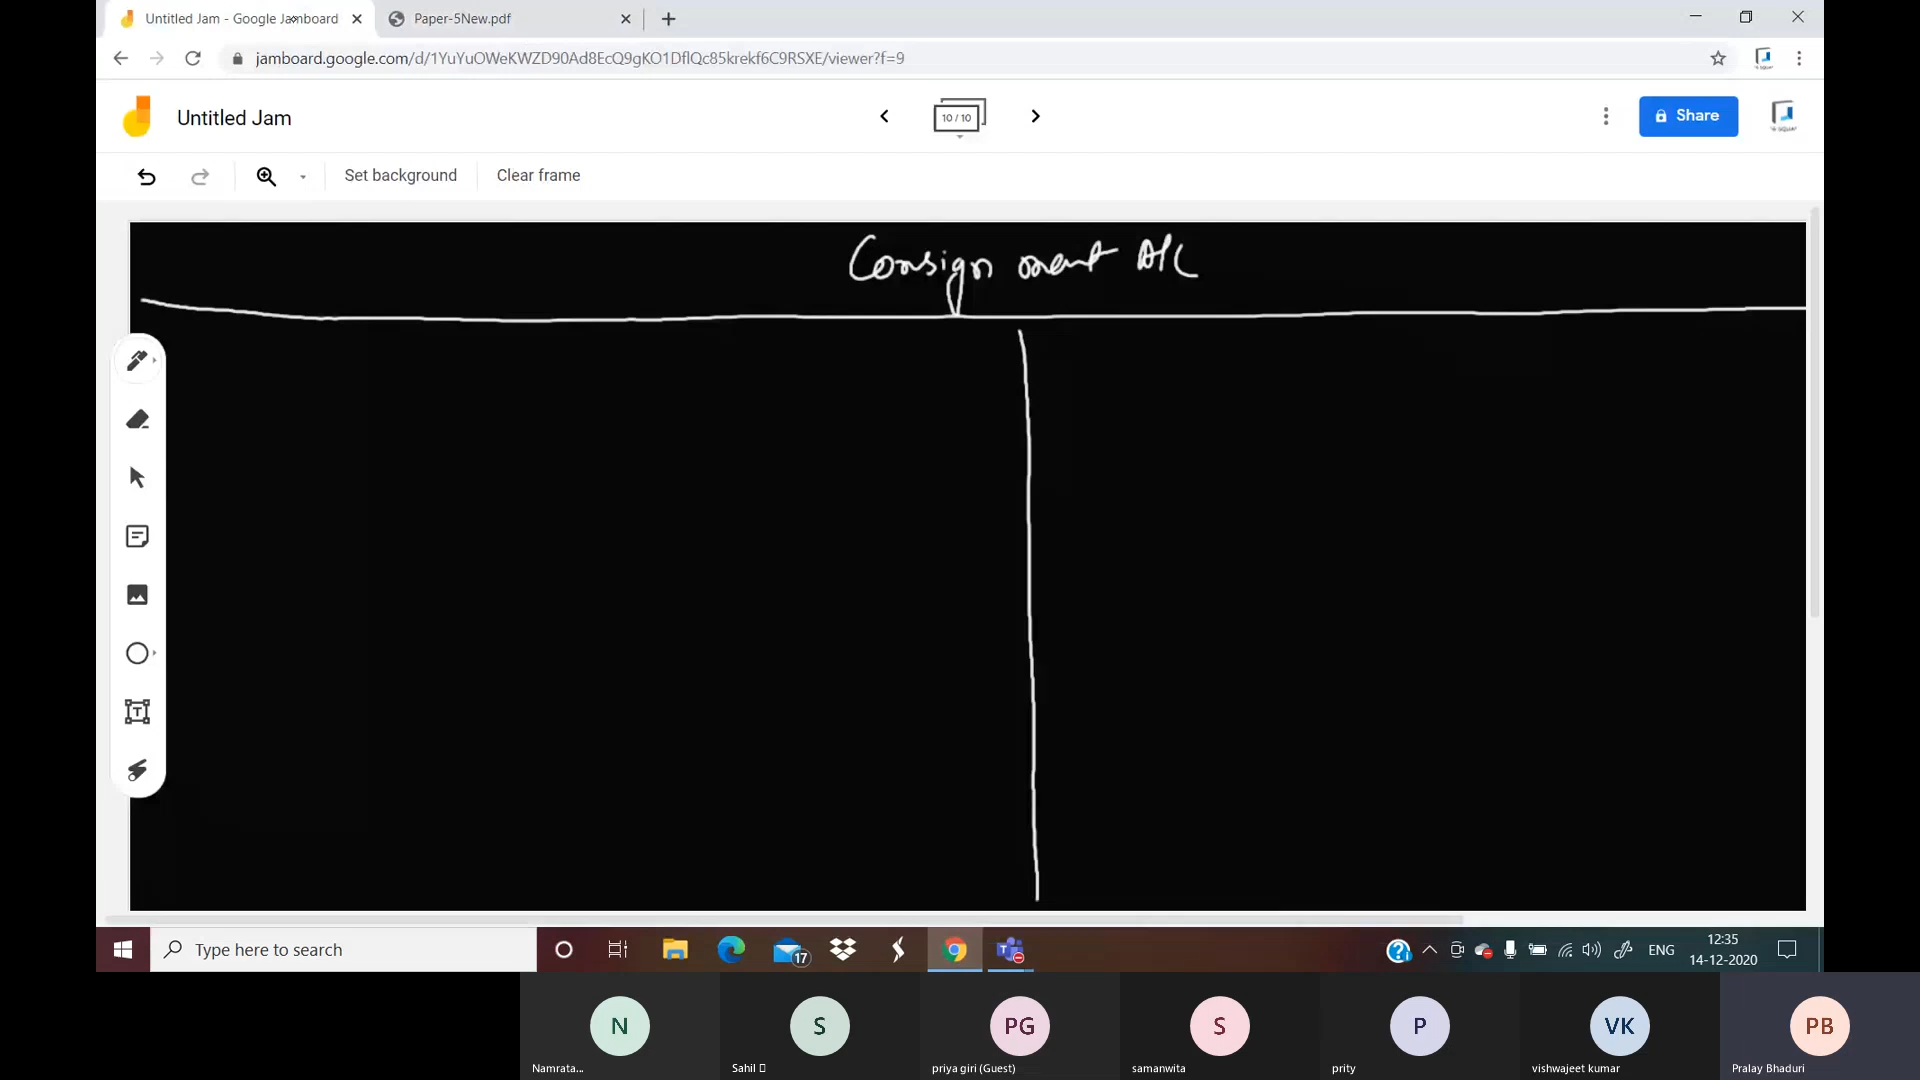 Untitled Jam - Google Jamboard
Paper-5New.pdf
jamboard.google.com/d/1YuYuOWeKWZD90Ad8EcQ9gKO1DflQc85krekf6C9RSXE/viewer?f=9
Untitled Jam
10 / 10
Share
Set background
Clear frame
Consignment A/c
Type here to search
17
ENG
12:35
14-12-2020
N
S
PG
S
P
VK
PB
Namrata...
Sahil
priya giri (Guest)
samanwita
prity
vishwajeet kumar
Pralay Bhaduri